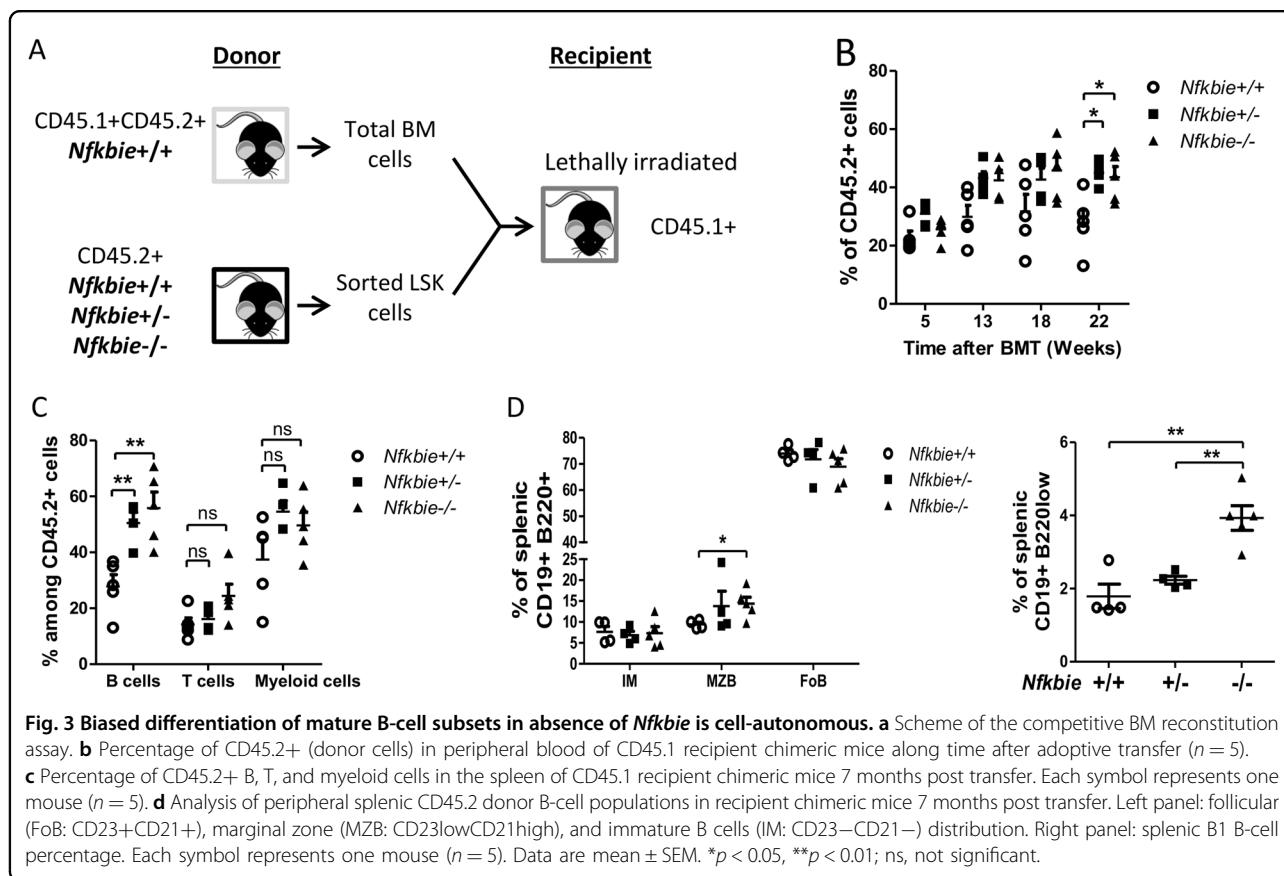 A
Donor
Recipient
CD45.1+CD45.2+
Nfkbie+/+
Total BM
cells
Lethally irradiated
CD45.1+
CD45.2+
Nfkbie+/+
Nfkbie+/-
Nfkbie-/-
Sorted LSK
cells
B
% of CD45.2+ cells
80
60
40
20
0
*
*
Nfkbie+/+
Nfkbie+/-
Nfkbie-/-
5 13 18 22
Time after BMT (Weeks)
C
% among CD45.2+ cells
80
60
40
20
0
**
**
ns
ns
ns
ns
Nfkbie+/+
Nfkbie+/-
Nfkbie-/-
B cells T cells Myeloid cells
D
% of splenic
CD19+ B220+
80
70
60
50
40
30
25
20
15
10
5
0
*
Nfkbie+/+
Nfkbie+/-
Nfkbie-/-
IM MZB FoB
% of splenic
CD19+ B220low
6
4
2
0
**
**
Nfkbie +/+ +/- -/-
Fig. 3 Biased differentiation of mature B-cell subsets in absence of Nfkbie is cell-autonomous. a Scheme of the competitive BM reconstitution
assay. b Percentage of CD45.2+ (donor cells) in peripheral blood of CD45.1 recipient chimeric mice along time after adoptive transfer (n = 5).
c Percentage of CD45.2+ B, T, and myeloid cells in the spleen of CD45.1 recipient chimeric mice 7 months post transfer. Each symbol represents one
mouse (n = 5). d Analysis of peripheral splenic CD45.2 donor B-cell populations in recipient chimeric mice 7 months post transfer. Left panel: follicular
(FoB: CD23+CD21+), marginal zone (MZB: CD23lowCD21high), and immature B cells (IM: CD23−CD21−) distribution. Right panel: splenic B1 B-cell
percentage. Each symbol represents one mouse (n = 5). Data are mean ± SEM. *p < 0.05, **p < 0.01; ns, not significant.